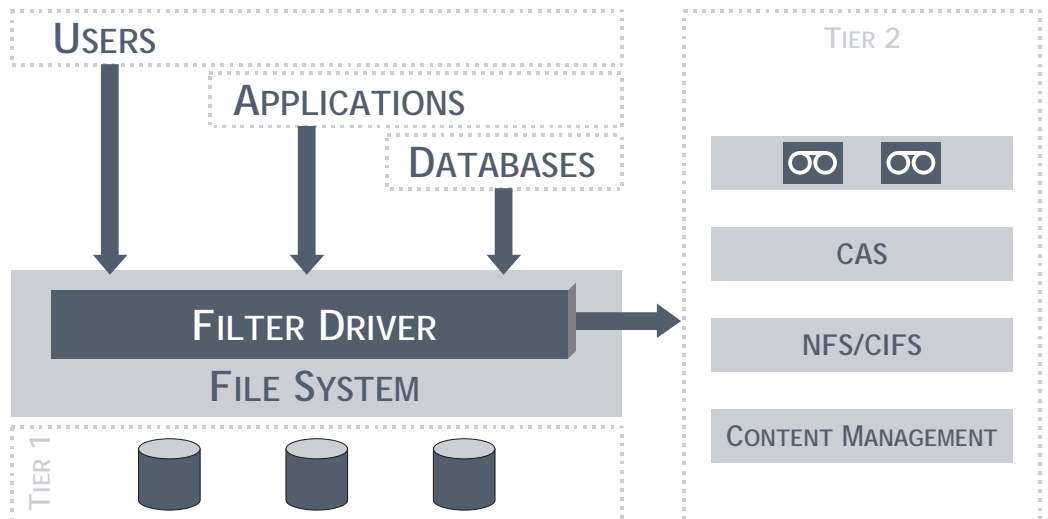 USERS
APPLICATIONS
DATABASES
FILTER DRIVER
FILE SYSTEM
TIER 1
TIER 2
CAS
NFS/CIFS
CONTENT MANAGEMENT